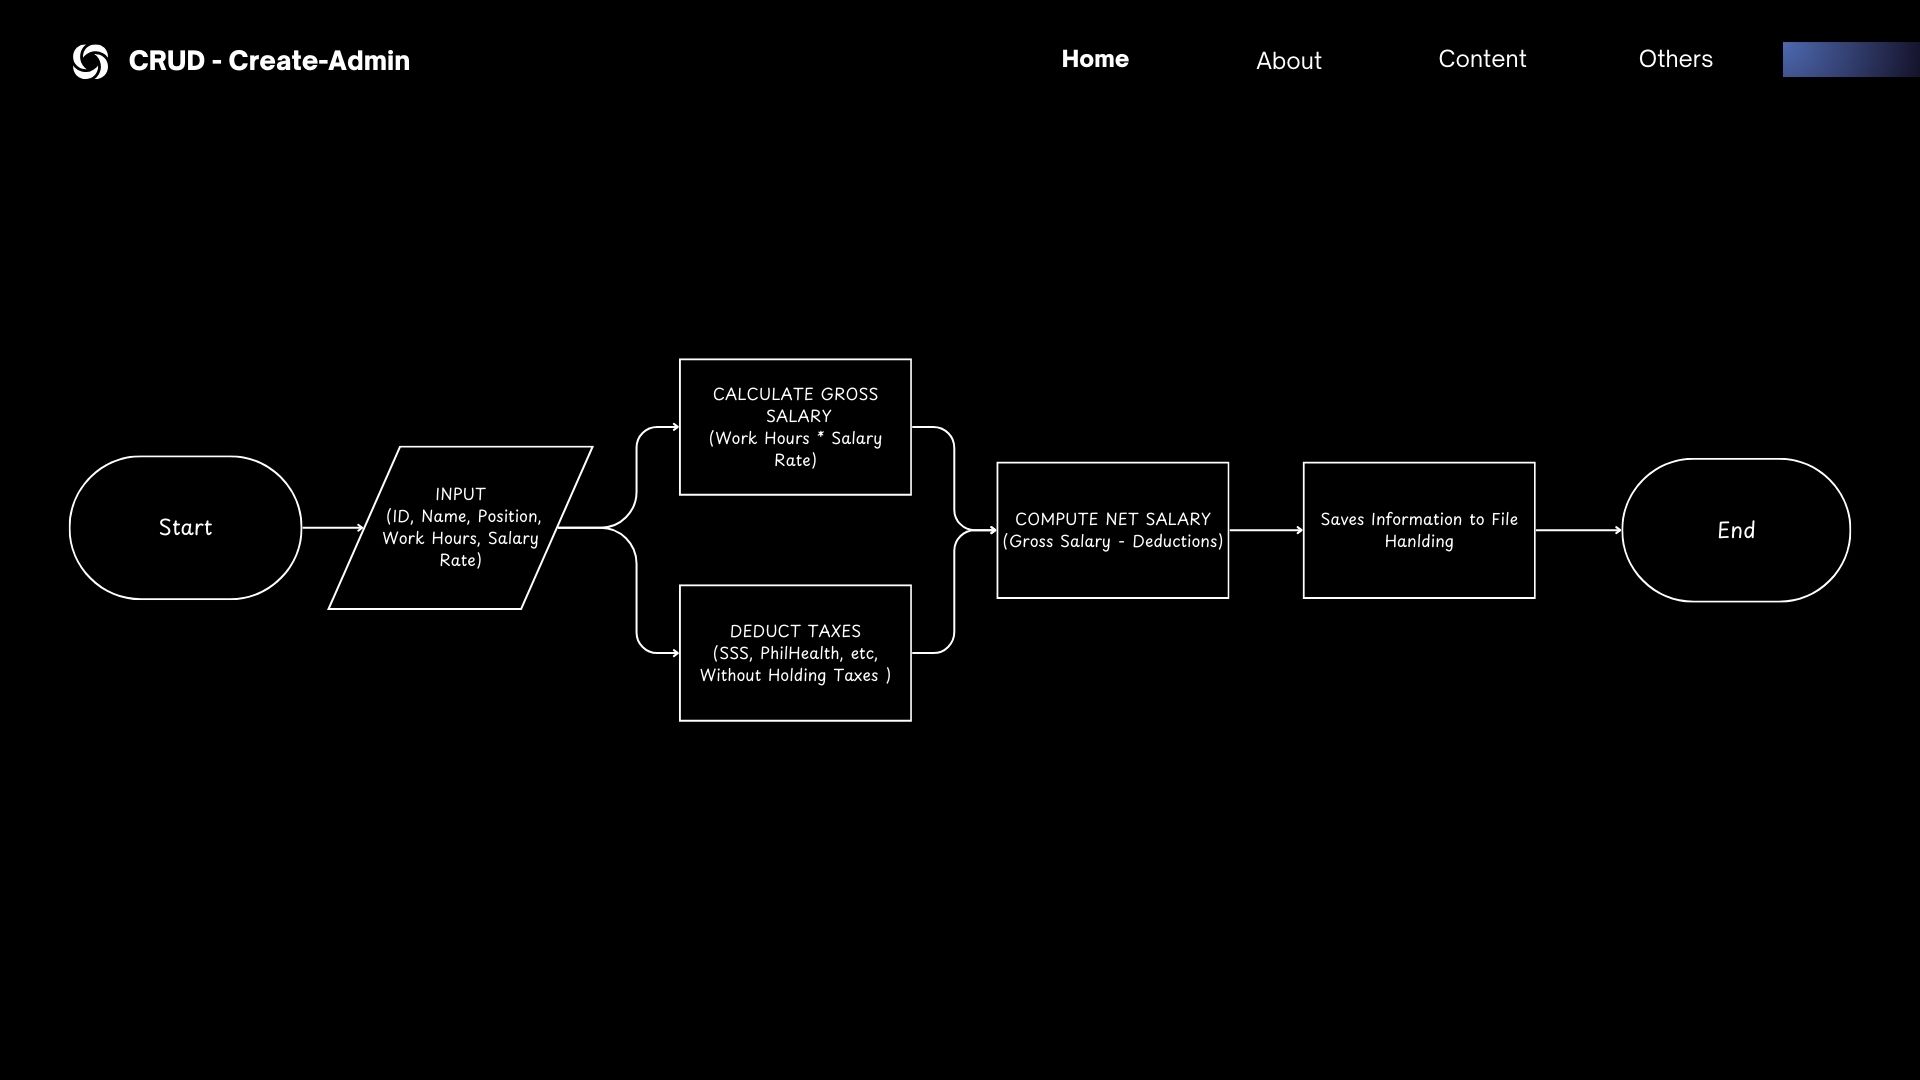 CRUD - Create-Admin
Home
About
Content
Others
Start
INPUT
(ID, Name, Position,
Work Hours, Salary
Rate)
CALCULATE GROSS
SALARY
(Work Hours * Salary
Rate)
DEDUCT TAXES
(SSS, PhilHealth, etc,
Without Holding Taxes )
COMPUTE NET SALARY
(Gross Salary - Deductions)
Saves Information to File
Hanlding
End